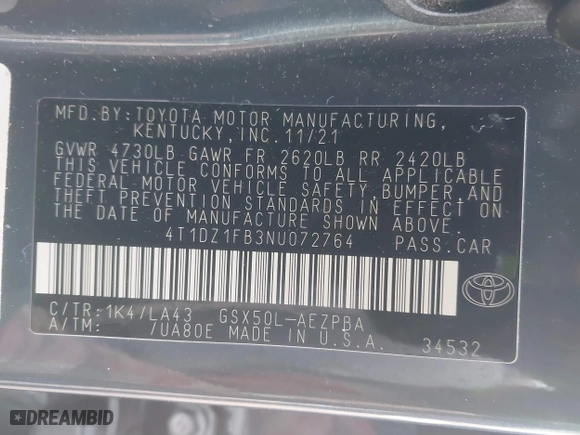 MFD.BY:TOYOTA MOTOR MANUFACTURING,
KENTUCKY,INC.11/21
GVWR 4730LB GAWR FR 2620LB RR 2420LB
THIS VEHICLE CONFORMS TO ALL APPLICABLE
FEDERAL MOTOR VEHICLE SAFETY,BUMPER,AND
THEFT PREVENTION STANDARDS IN EFFECT ON
THE DATE OF MANUFACTURE SHOWN ABOVE.
4T1DZ1FB3NU072764 PASS.CAR
C/TR:1K4/LA43 GSX50L-AEZPBA
A/TM: /UA80E MADE IN U.S.A. 34532
DREAMBID